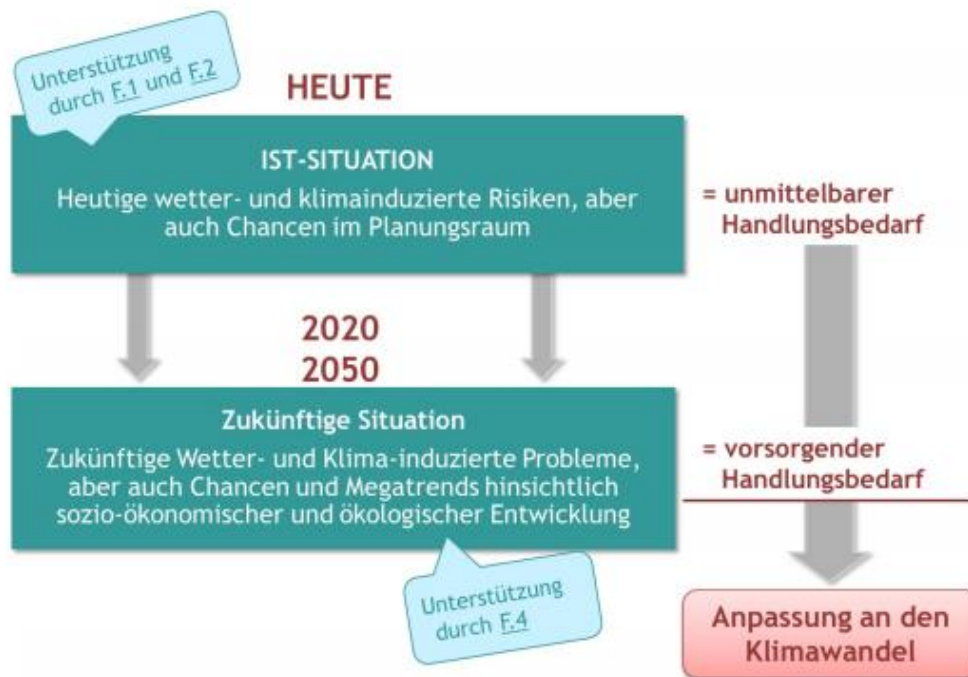 Unterstützung
durch F.1 und F.2
HEUTE
IST-SITUATION
Heutige wetter- und klimainduzierte Risiken, aber
auch Chancen im Planungsraum
= unmittelbarer
Handlungsbedarf
2020
2050
Zukünftige Situation
Zukünftige Wetter- und Klima-induzierte Probleme,
aber auch Chancen und Megatrends hinsichtlich
sozio-ökonomischer und ökologischer Entwicklung
= vorsorgender
Handlungsbedarf
Unterstützung
durch F.4
Anpassung an den
Klimawandel